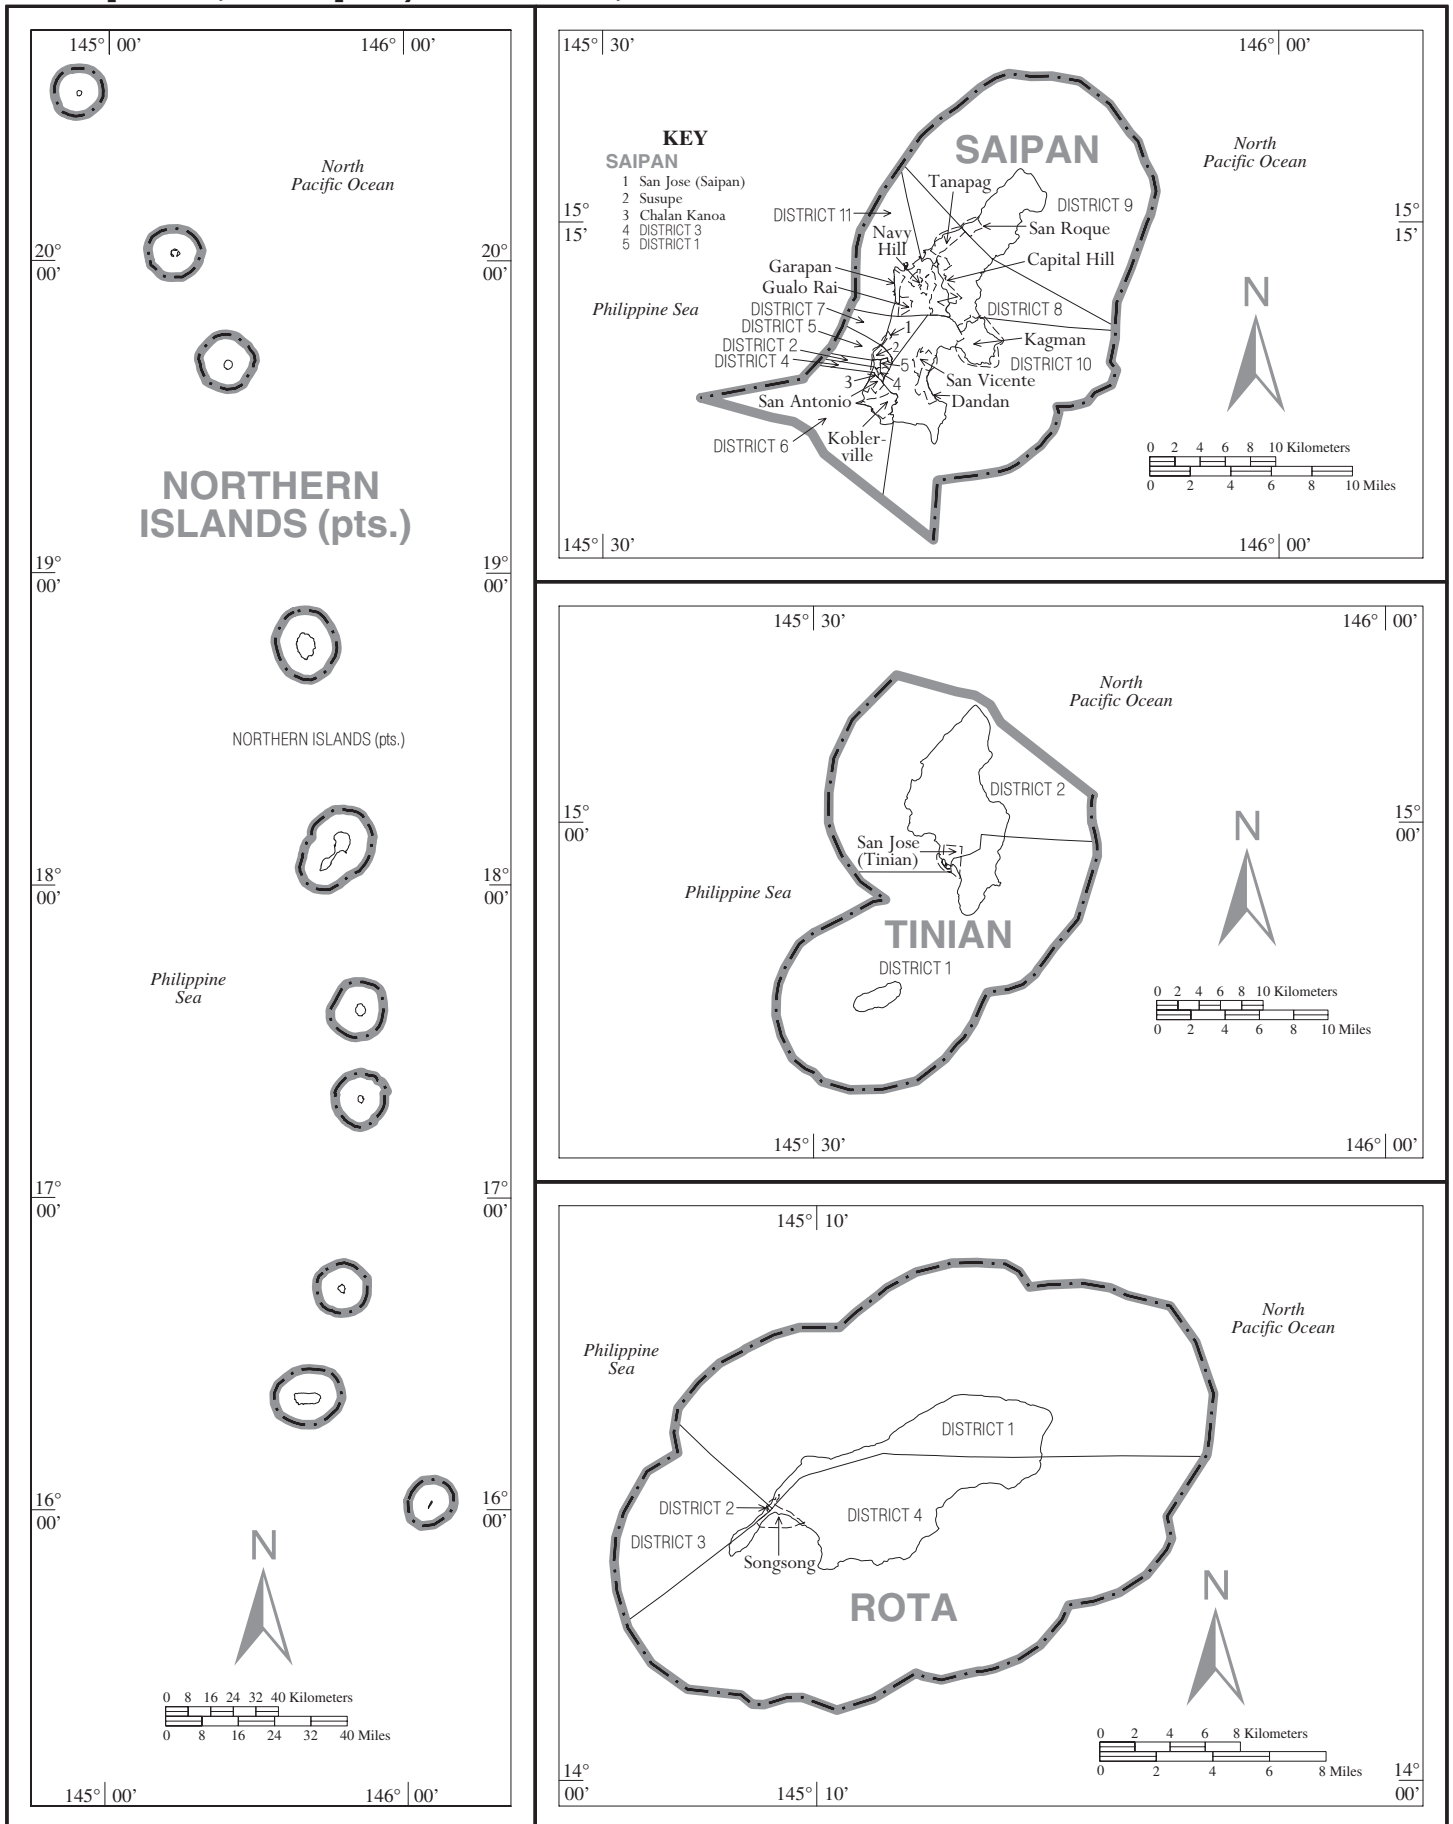 145° 00’
146° 00’
North
Pacific Ocean
20°
00’
20°
00’
NORTHERN
ISLANDS (pts.)
19°
00’
19°
00’
NORTHERN ISLANDS (pts.)
18°
00’
18°
00’
Philippine
Sea
17°
00’
17°
00’
16°
00’
16°
00’
N
0 8 16 24 32 40 Kilometers
0 8 16 24 32 40 Miles
145° 00’
146° 00’
145° 30’
146° 00’
KEY
SAIPAN
1 San Jose (Saipan)
2 Susupe
3 Chalan Kanoa
4 DISTRICT 3
5 DISTRICT 1
SAIPAN
North
Pacific Ocean
Tanapag
DISTRICT 9
DISTRICT 11
15°
15’
15°
15’
San Roque
Navy
Hill
Capital Hill
Garapan
Gualo Rai
Philippine Sea
DISTRICT 7
DISTRICT 8
DISTRICT 5
1
DISTRICT 2
2
Kagman
DISTRICT 4
5
DISTRICT 10
3
4
San Vicente
San Antonio
Dandan
DISTRICT 6
Kobler-
ville
N
0 2 4 6 8 10 Kilometers
0 2 4 6 8 10 Miles
145° 30’
146° 00’
145° 30’
146° 00’
North
Pacific Ocean
DISTRICT 2
15°
00’
15°
00’
San Jose
(Tinian)
Philippine Sea
TINIAN
DISTRICT 1
N
0 2 4 6 8 10 Kilometers
0 2 4 6 8 10 Miles
145° 30’
146° 00’
145° 10’
North
Pacific Ocean
Philippine
Sea
DISTRICT 1
DISTRICT 2
DISTRICT 4
DISTRICT 3
Songsong
ROTA
N
0 2 4 6 8 Kilometers
0 2 4 6 8 Miles
14°
00’
145° 10’
14°
00’